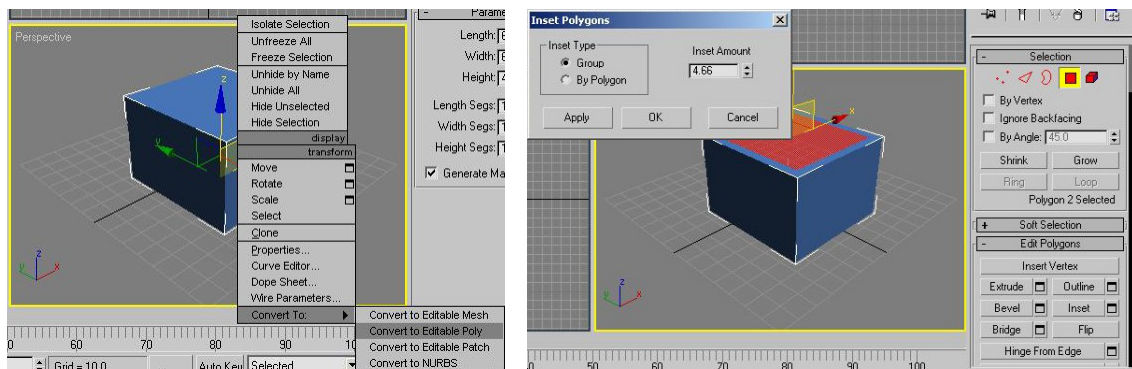 Perspective
Isolate Selection
Unfreeze All
Freeze Selection
Unhide by Name
Unhide All
Hide Unselected
Hide Selection
display
transform
Move
Rotate
Scale
Select
Clone
Properties...
Curve Editor...
Dope Sheet...
Wire Parameters...
Convert To:
Convert to Editable Mesh
Convert to Editable Poly
Convert to Editable Patch
Convert to NURBS
z
y
z
y x
Length:
Width:
Height:
Length Segs:
Width Segs:
Height Segs:
Generate
60 70 80 90
Grid = 10.0
Auto Key
Selected
Inset Polygons
Inset Type
Group
By Polygon
Inset Amount
4.66
Apply OK Cancel
x
z
y x
50 60 70 80 90 100
Selection
By Vertex
Ignore Backfacing
By Angle: 45.0
Shrink Grow
Ring Loop
Polygon 2 Selected
+ Soft Selection
- Edit Polygons
Insert Vertex
Extrude Outline
Bevel Inset
Bridge Flip
Hinge From Edge